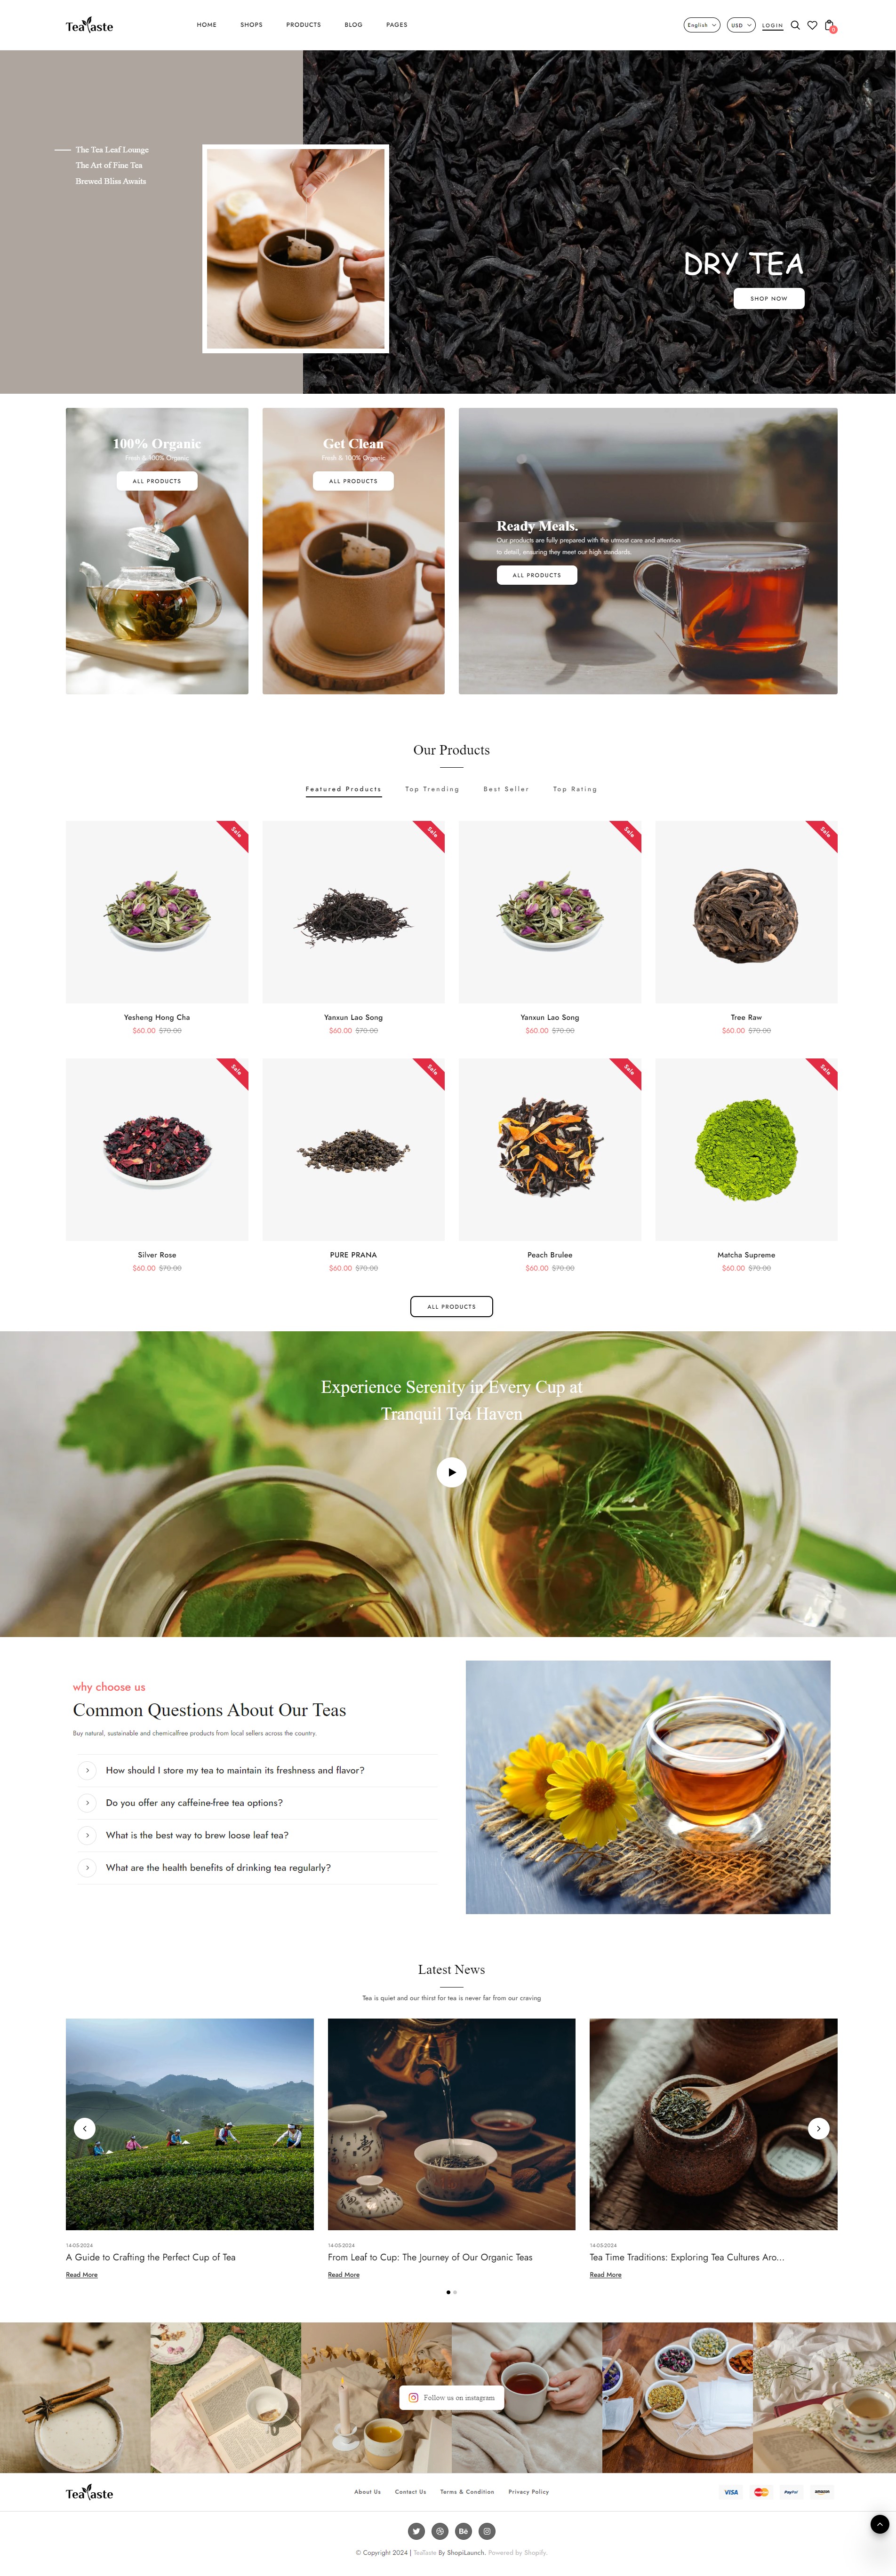 TeaTaste
HOME SHOPS PRODUCTS BLOG PAGES
English USD LOGIN 0
The Tea Leaf Lounge
The Art of Fine Tea
Brewed Bliss Awaits
DRY TEA
SHOP NOW
100% Organic
Fresh & 100% Organic
ALL PRODUCTS
Get Clean
Fresh & 100% Organic
ALL PRODUCTS
Ready Meals.
Our products are fully prepared with the utmost care and attention
to detail, ensuring they meet our high standards.
ALL PRODUCTS
Our Products
Featured Products Top Trending Best Seller Top Rating
Sale Sale Sale Sale
Yesheng Hong Cha Yanxun Lao Song Yanxun Lao Song Tree Raw
$60.00 $70.00 $60.00 $70.00 $60.00 $70.00 $60.00 $70.00
Sale Sale Sale Sale
Silver Rose PURE PRANA Peach Brulee Matcha Supreme
$60.00 $70.00 $60.00 $70.00 $60.00 $70.00 $60.00 $70.00
ALL PRODUCTS
Experience Serenity in Every Cup at
Tranquil Tea Haven
why choose us
Common Questions About Our Teas
Buy natural, sustainable and chemicalfree products from local sellers across the country.
How should I store my tea to maintain its freshness and flavor?
Do you offer any caffeine-free tea options?
What is the best way to brew loose leaf tea?
What are the health benefits of drinking tea regularly?
Latest News
Tea is quiet and our thirst for tea is never far from our craving
14-05-2024 14-05-2024 14-05-2024
A Guide to Crafting the Perfect Cup of Tea From Leaf to Cup: The Journey of Our Organic Teas Tea Time Traditions: Exploring Tea Cultures Aro...
Read More Read More Read More
Follow us on instagram
TeaTaste
About Us Contact Us Terms & Condition Privacy Policy
VISA PayPal amazon
Bē
© Copyright 2024 | TeaTaste By ShopiLaunch. Powered by Shopify.